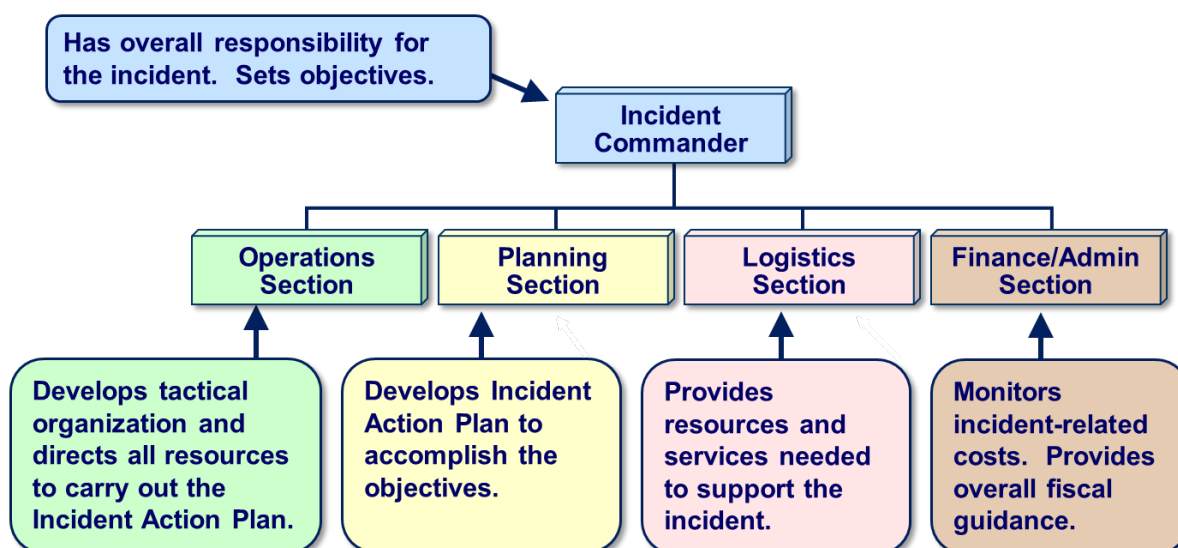 Has overall responsibility for
the incident.  Sets objectives.
Incident
Commander
Operations
Section
Planning
Section
Logistics
Section
Finance/Admin
Section
Develops tactical
organization and
directs all resources
to carry out the
Incident Action Plan.
Develops Incident
Action Plan to
accomplish the
objectives.
Provides
resources and
services needed
to support the
incident.
Monitors
incident-related
costs.  Provides
overall fiscal
guidance.